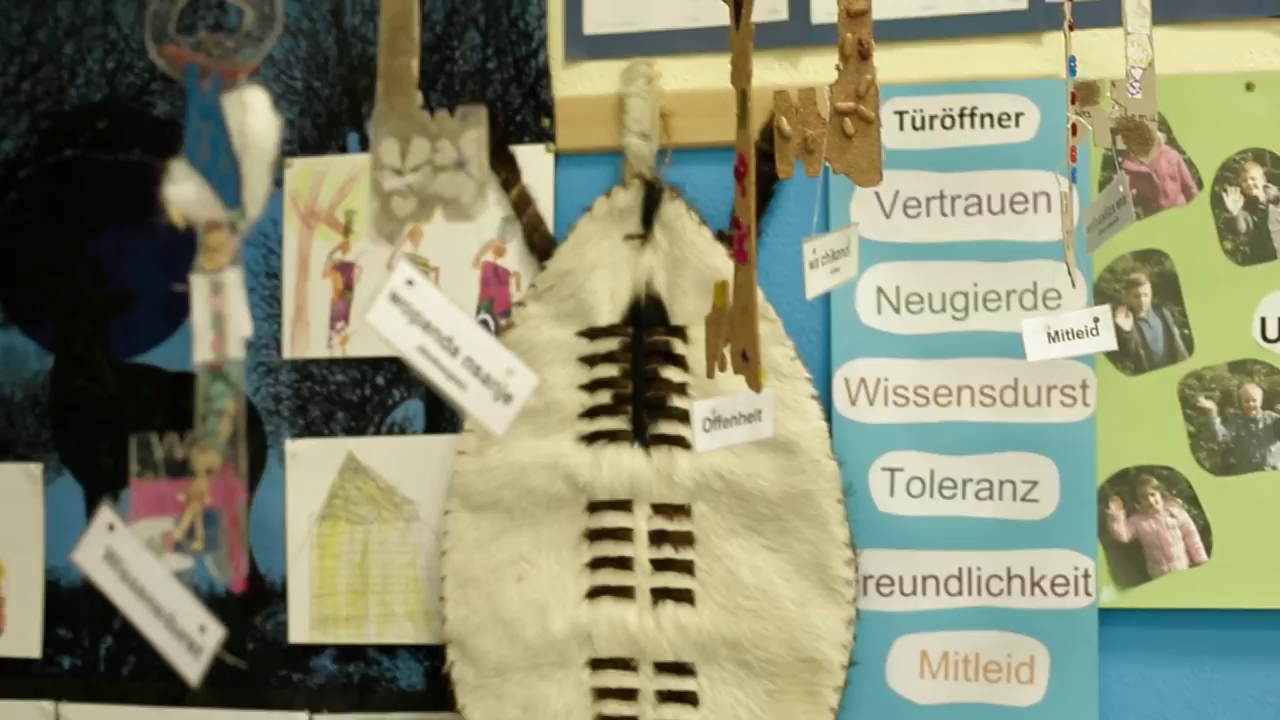 Türöffner
Vertrauen
Neugierde
Mitleid
Wissensdurst
Offenheit
Toleranz
reundlichkeit
Mitleid
U